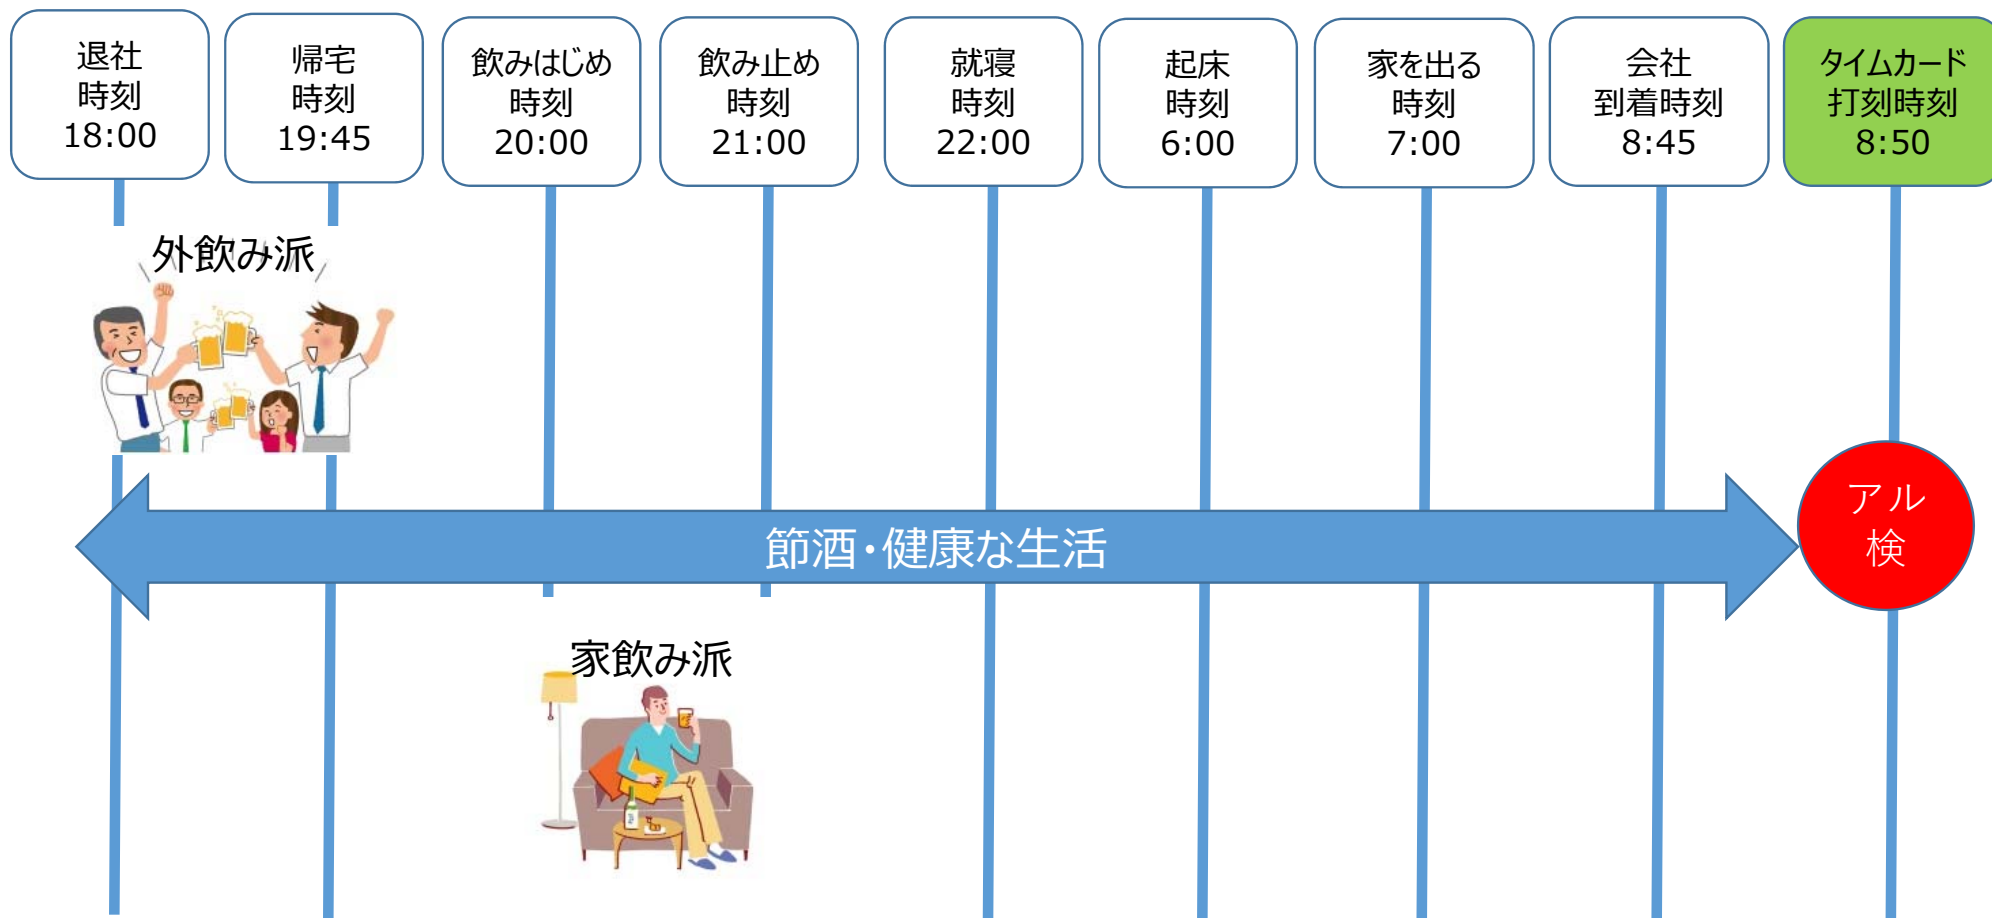 退社
時刻
18:00
帰宅
時刻
19:45
飲みはじめ
時刻
20:00
飲み止め
時刻
21:00
就寝
時刻
22:00
起床
時刻
6:00
家を出る
時刻
7:00
会社
到着時刻
8:45
タイムカード
打刻時刻
8:50
外飲み派
節酒・健康な生活
アル
検
家飲み派